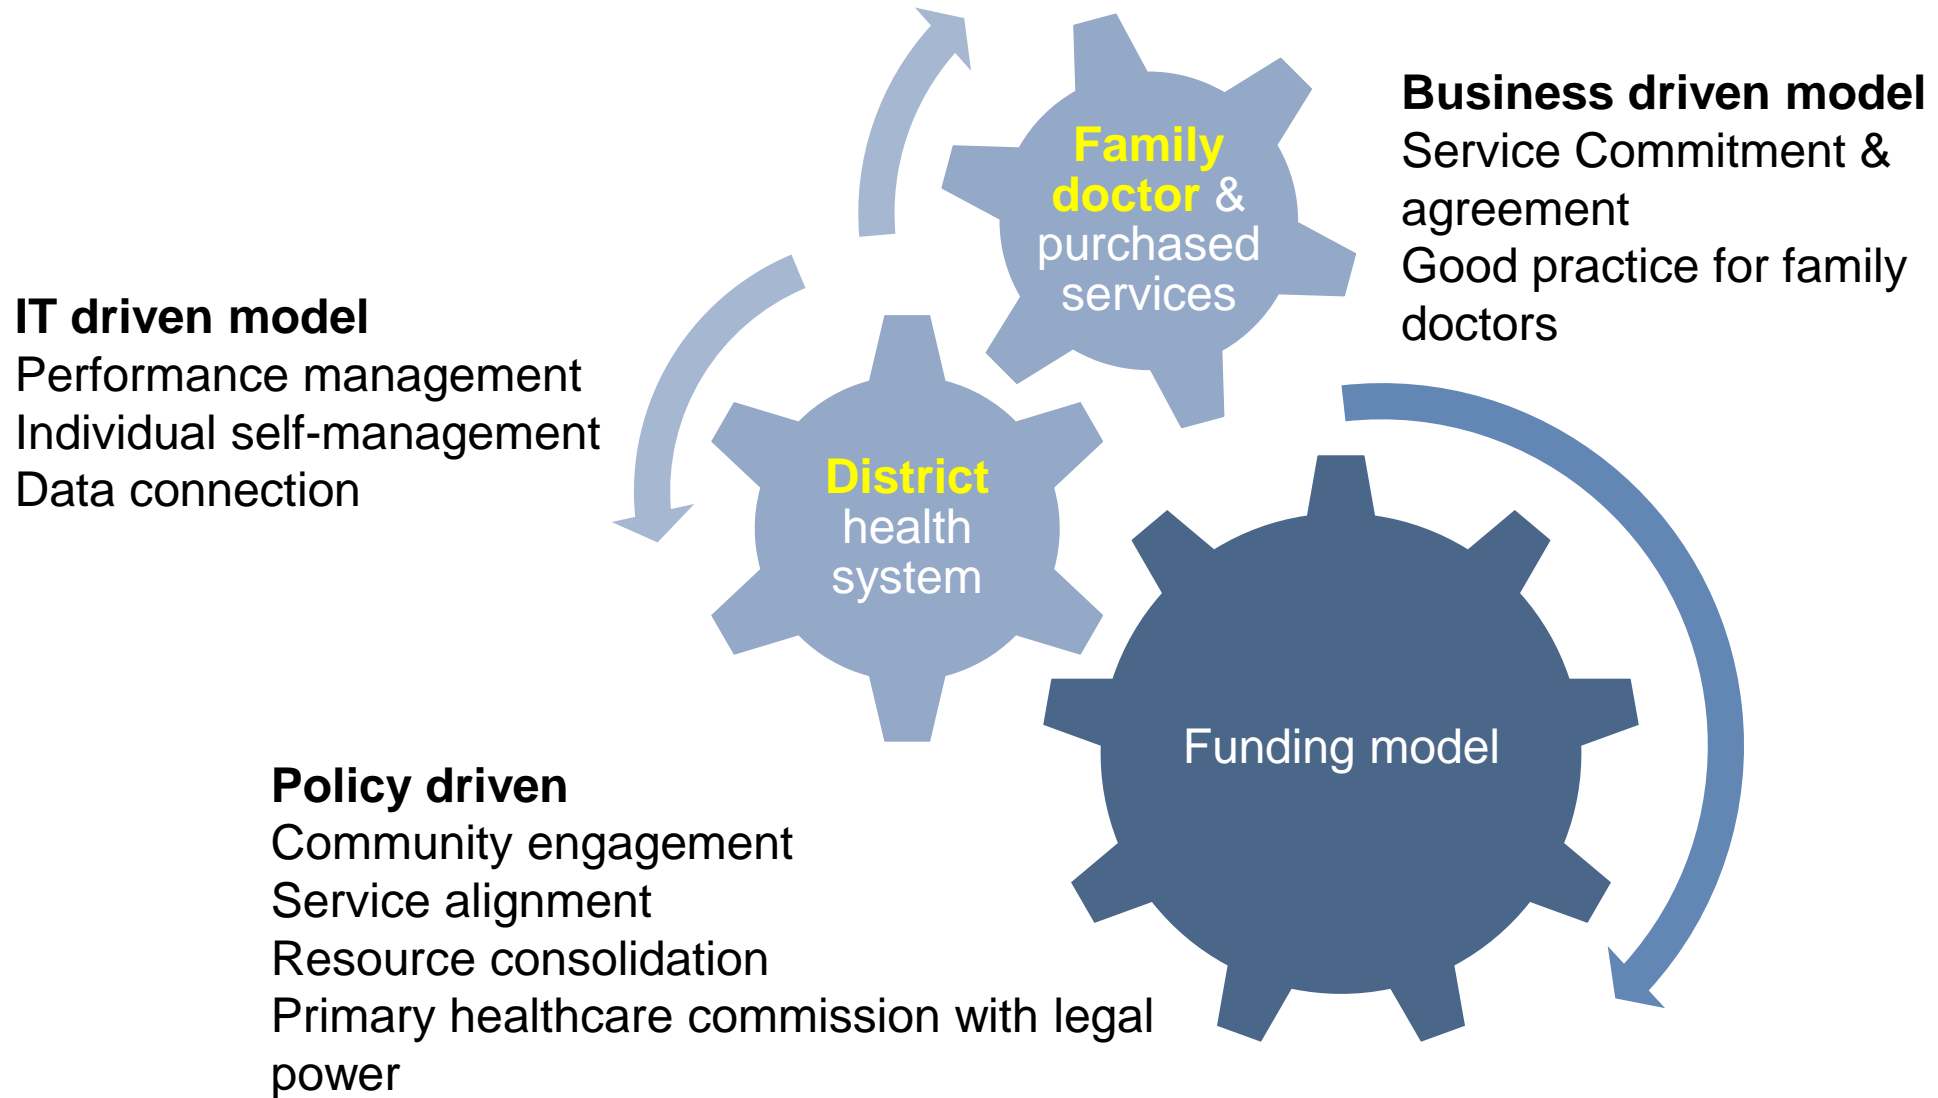 Family
doctor &
purchased
services
Business driven model
Service Commitment &
agreement
Good practice for family
doctors
IT driven model
Performance management
Individual self-management
Data connection
District
health
system
Funding model
Policy driven
Community engagement
Service alignment
Resource consolidation
Primary healthcare commission with legal
power